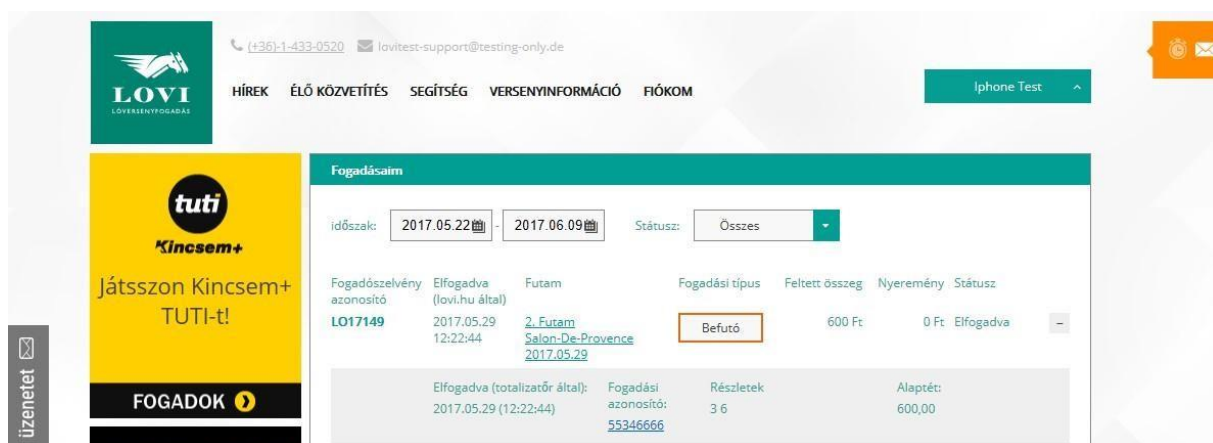 (+36)-1-433-0520 lovitest-support@testing-only.de
LOVI
LÓVERSENYFOGADÁS
HÍREK ÉLŐ KÖZVETÍTÉS SEGÍTSÉG VERSENYINFORMÁCIÓ FIÓKOM
Iphone Test
tuti
Kincsem+
Játsszon Kincsem+
TUTI-t!
FOGADOK
üzenetet
Fogadásaim
időszak: 2017.05.22 - 2017.06.09 Státusz: Összes
Fogadószelvény Elfogadva Futam Fogadási típus Feltett összeg Nyeremény Státusz
azonosító (lovi.hu által)
LO17149 2017.05.29 2. Futam Befutó 600 Ft 0 Ft Elfogadva –
12:22:44 Salon-De-Provence
2017.05.29
Elfogadva (totalizatőr által): Fogadási Részletek Alaptét:
2017.05.29 (12:22:44) azonosító: 3 6 600,00
55346666